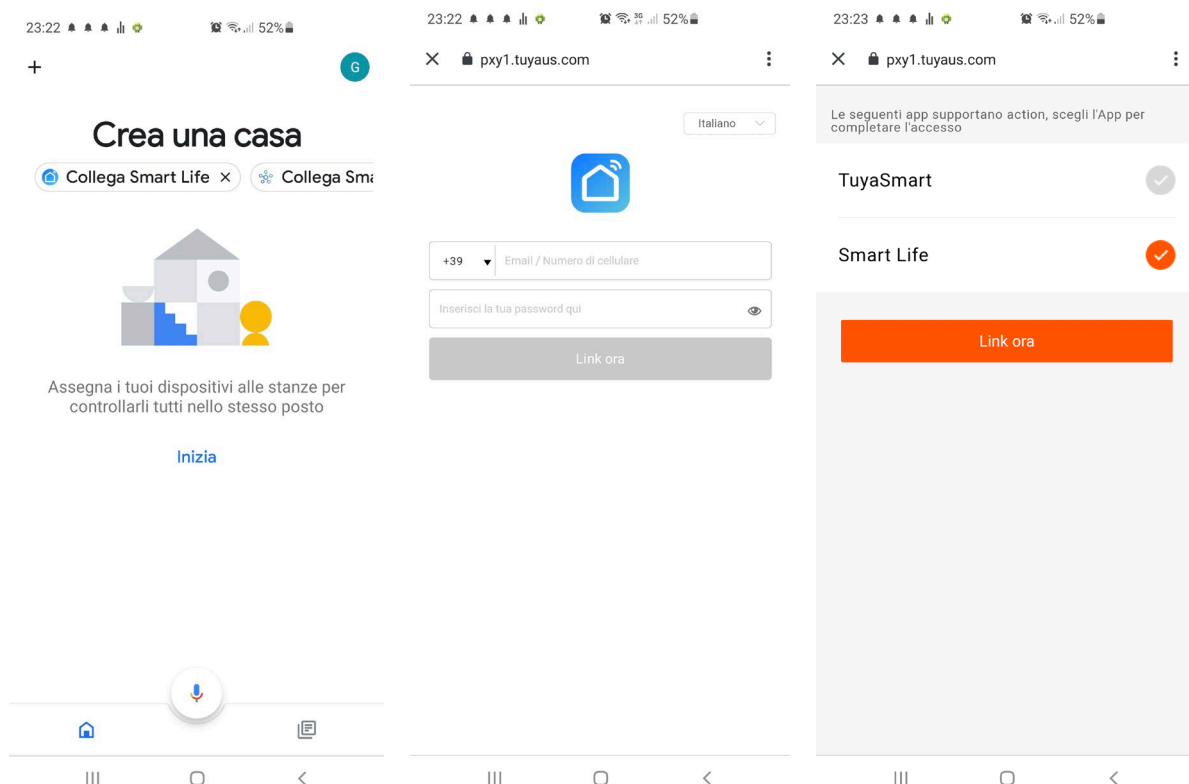 23:22 52%
G
Crea una casa
Collega Smart Life × Collega Sma
Assegna i tuoi dispositivi alle stanze per
controllarli tutti nello stesso posto
Inizia
23:22 3G 52%
pxy1.tuyaus.com
Italiano
+39 Email / Numero di cellulare
Inserisci la tua password qui
Link ora
23:23 52%
pxy1.tuyaus.com
Le seguenti app supportano action, scegli l'App per
completare l'accesso
TuyaSmart
Smart Life
Link ora